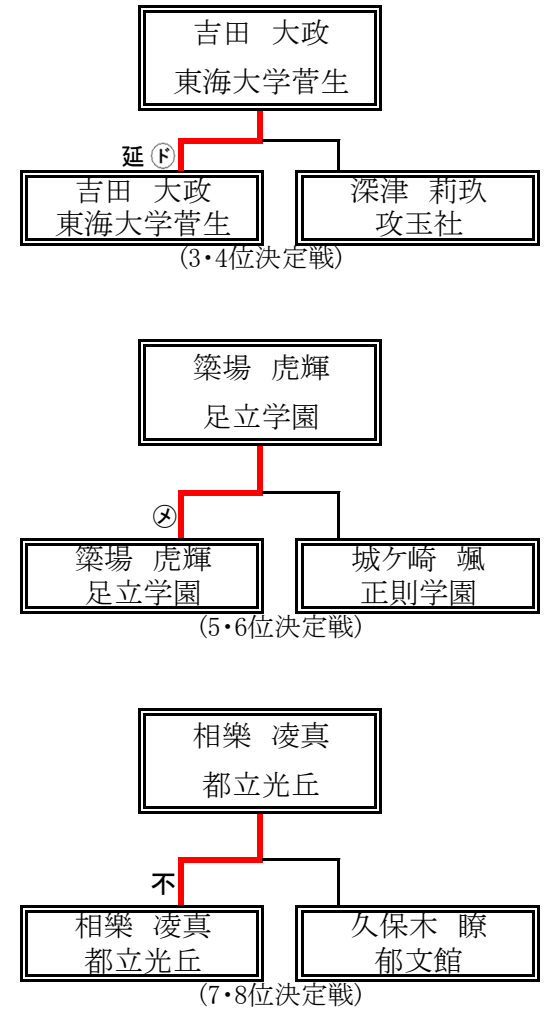 吉田 大政
東海大学菅生
延 ㋣゙
吉田 大政
東海大学菅生
深津 莉玖
攻玉社
(3・4位決定戦)
簗場 虎輝
足立学園
㋱
簗場 虎輝
足立学園
城ケ崎 颯
正則学園
(5・6位決定戦)
相樂 凌真
都立光丘
不
相樂 凌真
都立光丘
久保木 瞭
郁文館
(7・8位決定戦)